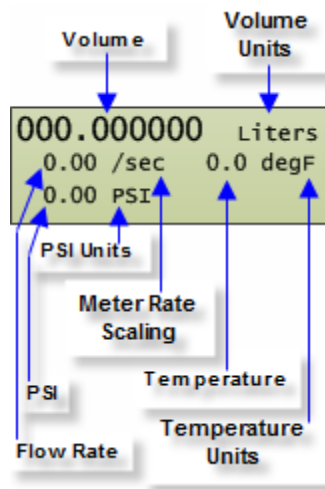 Volume
Volume
Units
000.000000 Liters
0.00 /sec 0.0 degF
0.00 PSI
PSI Units
Meter Rate
Scaling
Temperature
PSI
Temperature
Units
Flow Rate